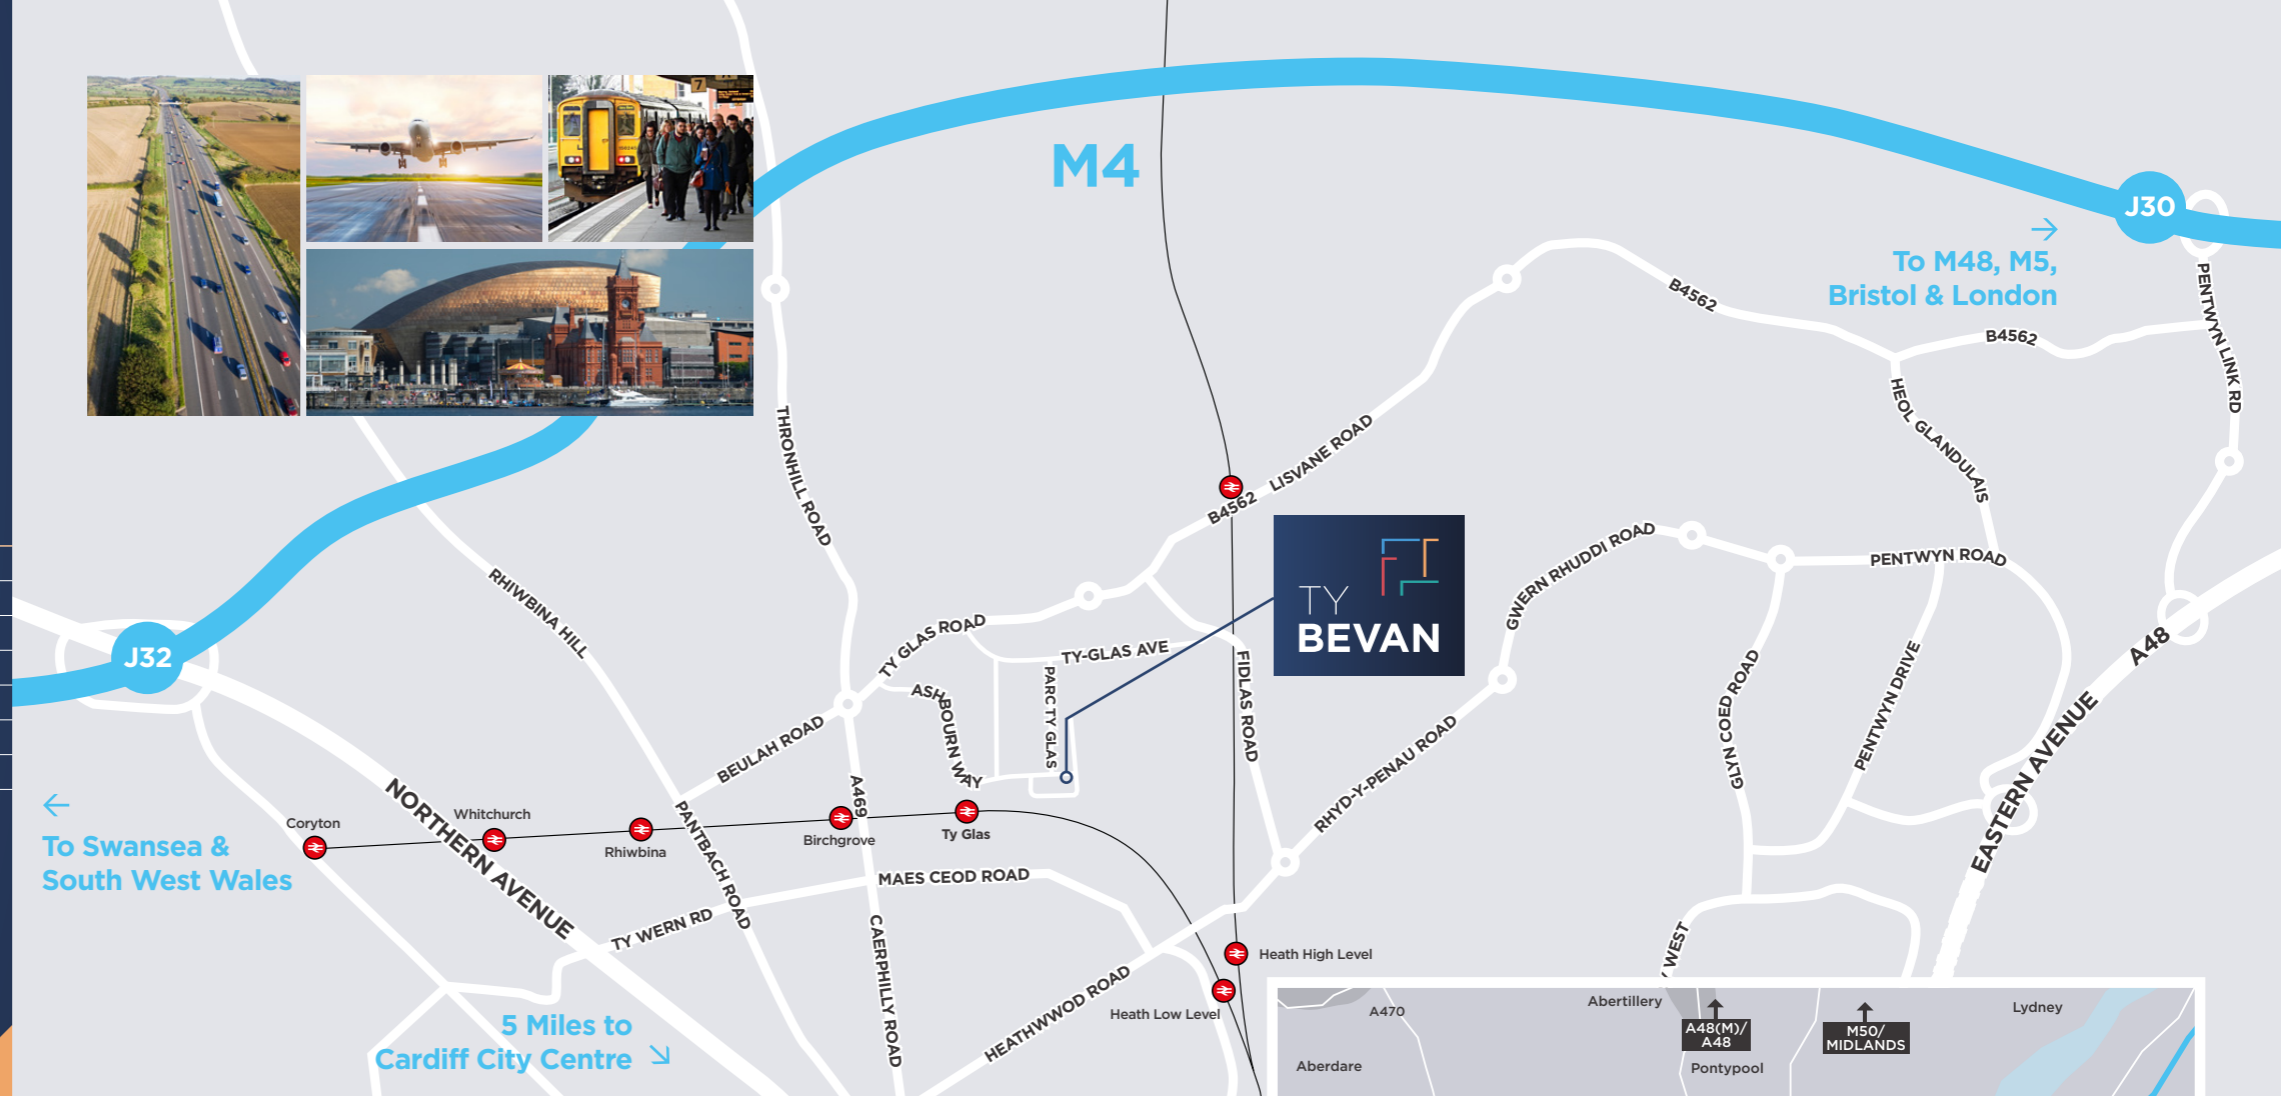 7
M4
J30
To M48, M5,
Bristol & London
PENTWYN LINK RD
B4562
B4562
HEOL GLANDULAIS
THRONHILL ROAD
LISVANE ROAD
B4562
TY
BEVAN
GWERN RHUDDI ROAD
PENTWYN ROAD
RHIWBINA HILL
J32
TY GLAS ROAD
TY-GLAS AVE
PARC TY GLAS
ASHBOURN WAY
FIDLAS ROAD
A48
EASTERN AVENUE
GLYN COED ROAD
PENTWYN DRIVE
BEULAH ROAD
RHYD-Y-PENAU ROAD
A469
NORTHERN AVENUE
To Swansea &
South West Wales
Coryton
Whitchurch
Rhiwbina
Birchgrove
Ty Glas
PANTBACH ROAD
MAES CEOD ROAD
TY WERN RD
CAERPHILLY ROAD
HEATHWWOD ROAD
Heath High Level
Heath Low Level
WEST
5 Miles to
Cardiff City Centre
A470
Abertillery
A48(M)/
A48
Pontypool
M50/
MIDLANDS
Lydney
Aberdare